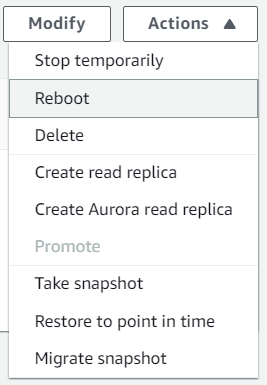 Modify
Actions
Stop temporarily
Reboot
Delete
Create read replica
Create Aurora read replica
Promote
Take snapshot
Restore to point in time
Migrate snapshot